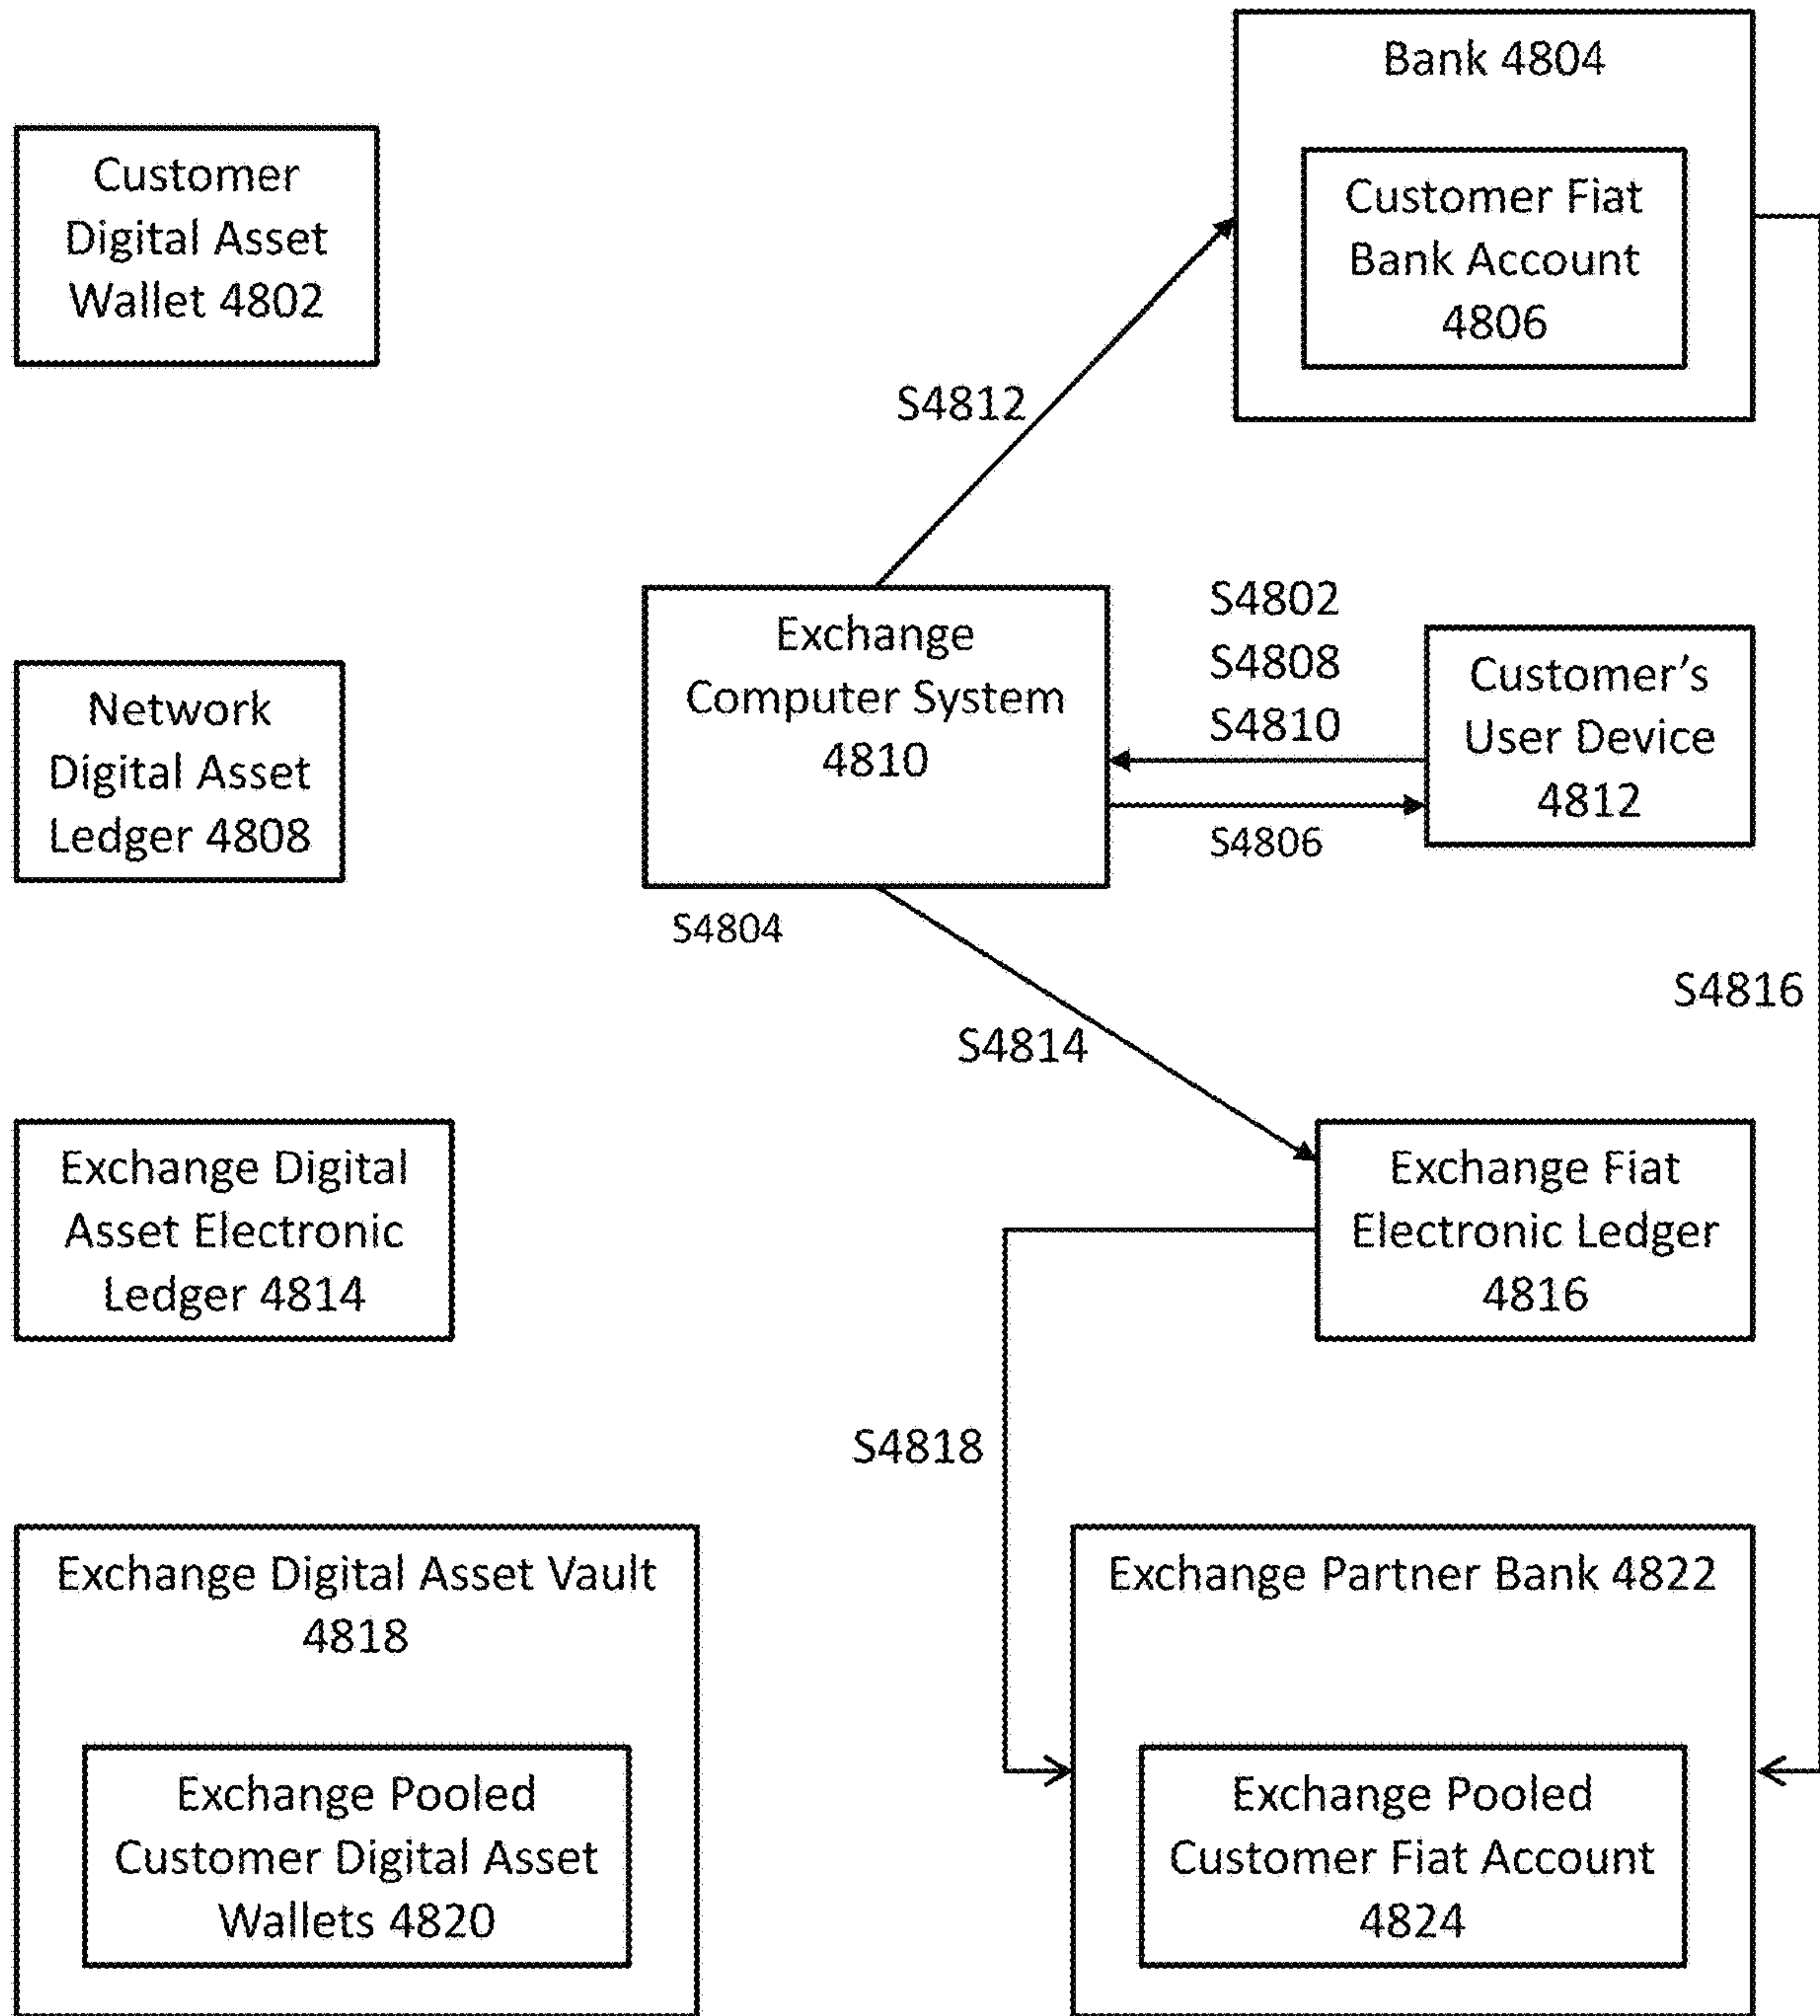 Bank 4804
Customer
Digital Asset
Wallet 4802
Customer Fiat
Bank Account
4806
S4812
Exchange
Computer System
4810
S4802
S4808
S4810
S4806
Customer’s
User Device
4812
Network
Digital Asset
Ledger 4808
S4804
S4816
S4814
Exchange Digital
Asset Electronic
Ledger 4814
Exchange Fiat
Electronic Ledger
4816
S4818
Exchange Digital Asset Vault
4818
Exchange Pooled
Customer Digital Asset
Wallets 4820
Exchange Partner Bank 4822
Exchange Pooled
Customer Fiat Account
4824